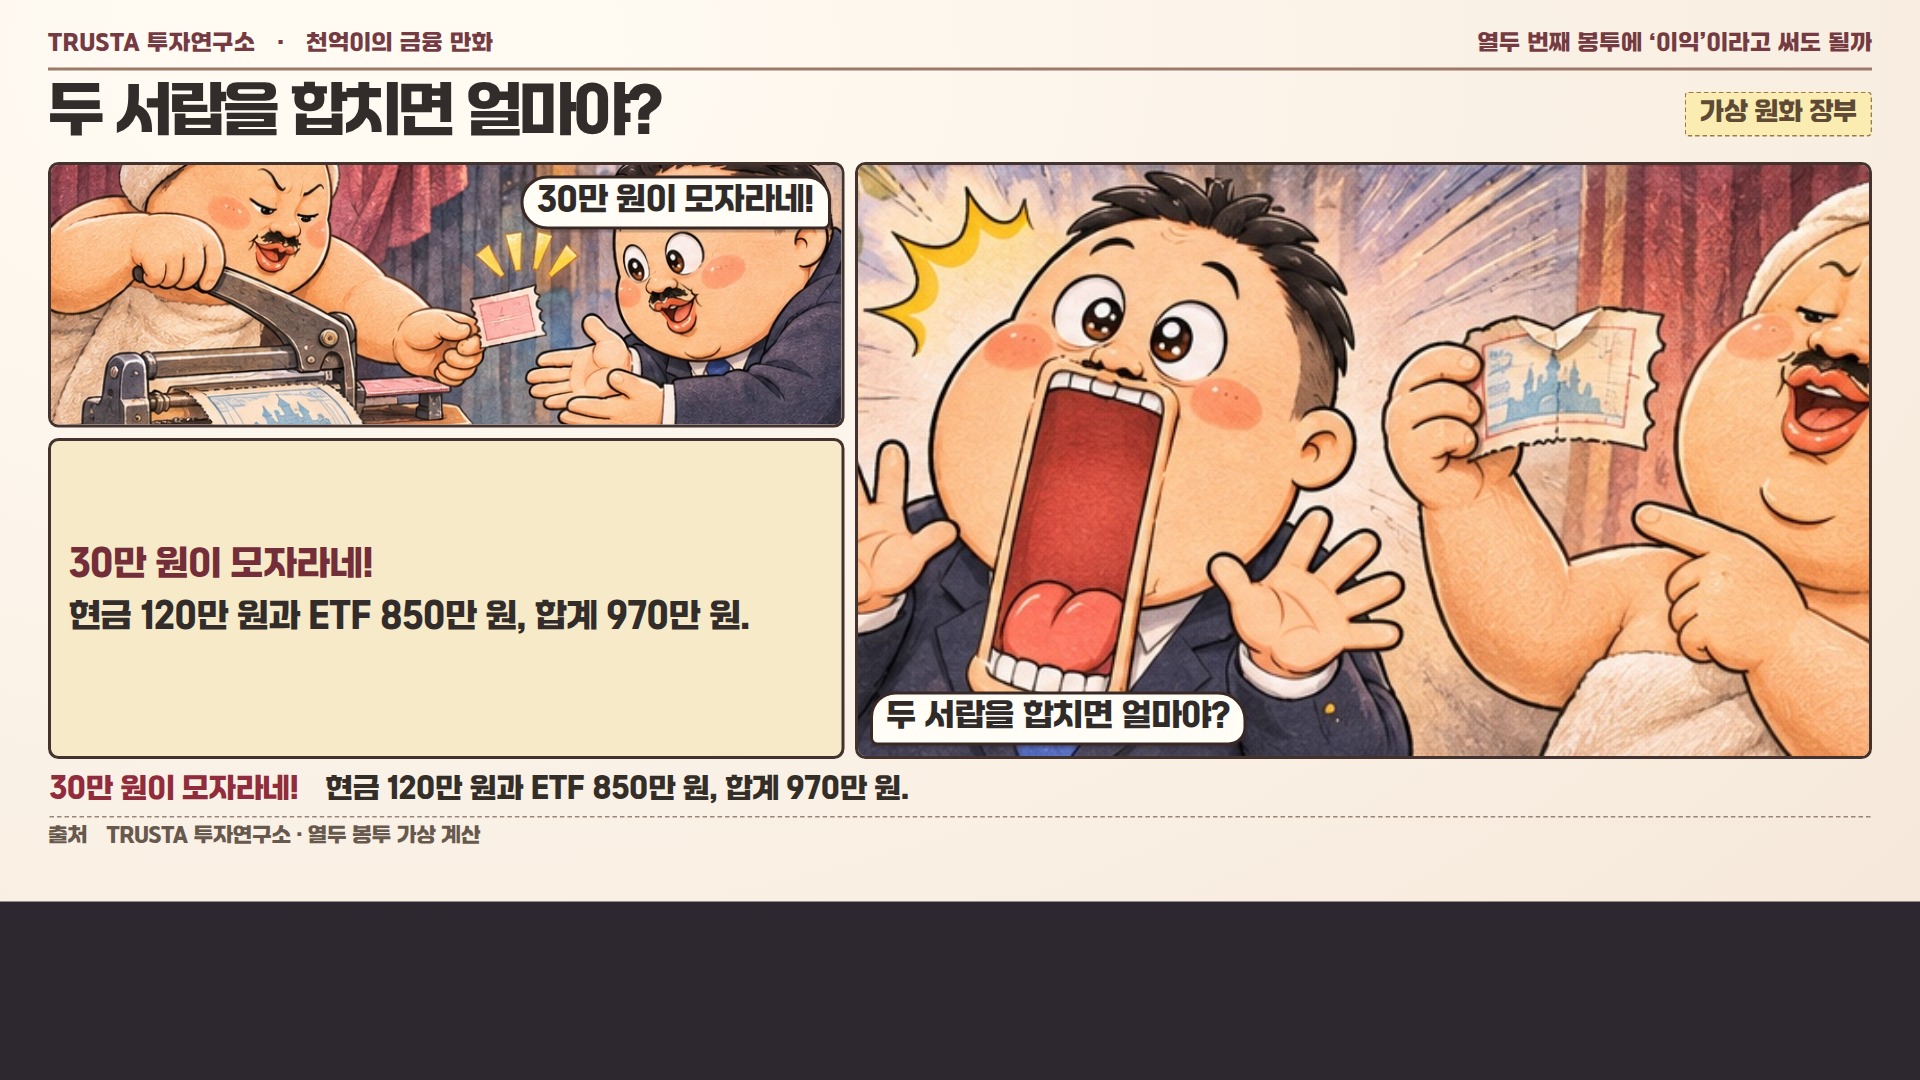 TRUSTA 투자연구소 · 천억이의 금융 만화
열두 번째 봉투에 ‘이익’이라고 써도 될까
두 서랍을 합치면 얼마야?
가상 원화 장부
30만 원이 모자라네!
30만 원이 모자라네!
현금 120만 원과 ETF 850만 원, 합계 970만 원.
두 서랍을 합치면 얼마야?
30만 원이 모자라네! 현금 120만 원과 ETF 850만 원, 합계 970만 원.
출처 TRUSTA 투자연구소 · 열두 봉투 가상 계산